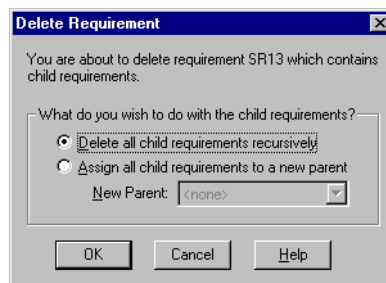 Delete Requirement
You are about to delete requirement SR13 which contains
child requirements.
What do you wish to do with the child requirements?
Delete all child requirements recursively
Assign all child requirements to a new parent
New Parent: <none>
OK Cancel Help